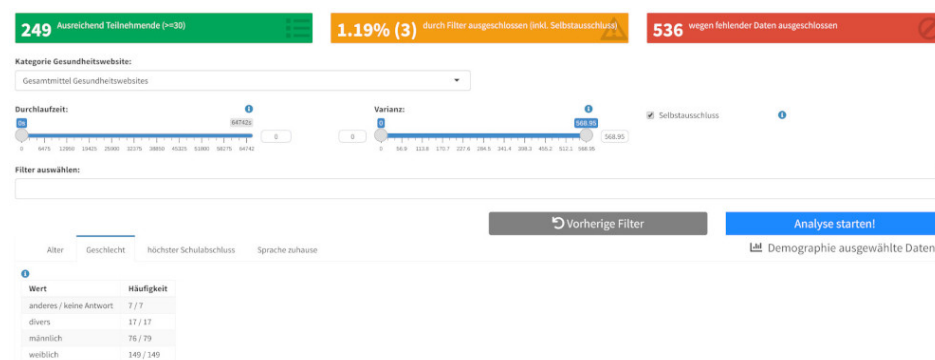 249 Ausreichend Teilnehmende (>=30)
1.19% (3) durch Filter ausgeschlossen (inkl. Selbstausschluss)
536 wegen fehlender Daten ausgeschlossen
Kategorie Gesundheitswebsite:
Gesamtmittel Gesundheitswebsites
Durchlaufzeit:
0s 64742s
0
0 6475 12950 19425 25900 32375 38850 45325 51800 58275 64742
Varianz:
0
0 568.95
568.95
0 56.9 113.8 170.7 227.6 284.5 341.4 398.3 455.2 512.1 568.95
Selbstausschluss
Filter auswählen:
Vorherige Filter
Analyse starten!
Alter Geschlecht höchster Schulabschluss Sprache zuhause
Demographie ausgewählte Daten
Wert Häufigkeit
anderes / keine Antwort 7 / 7
divers 17 / 17
männlich 76 / 79
weiblich 149 / 149